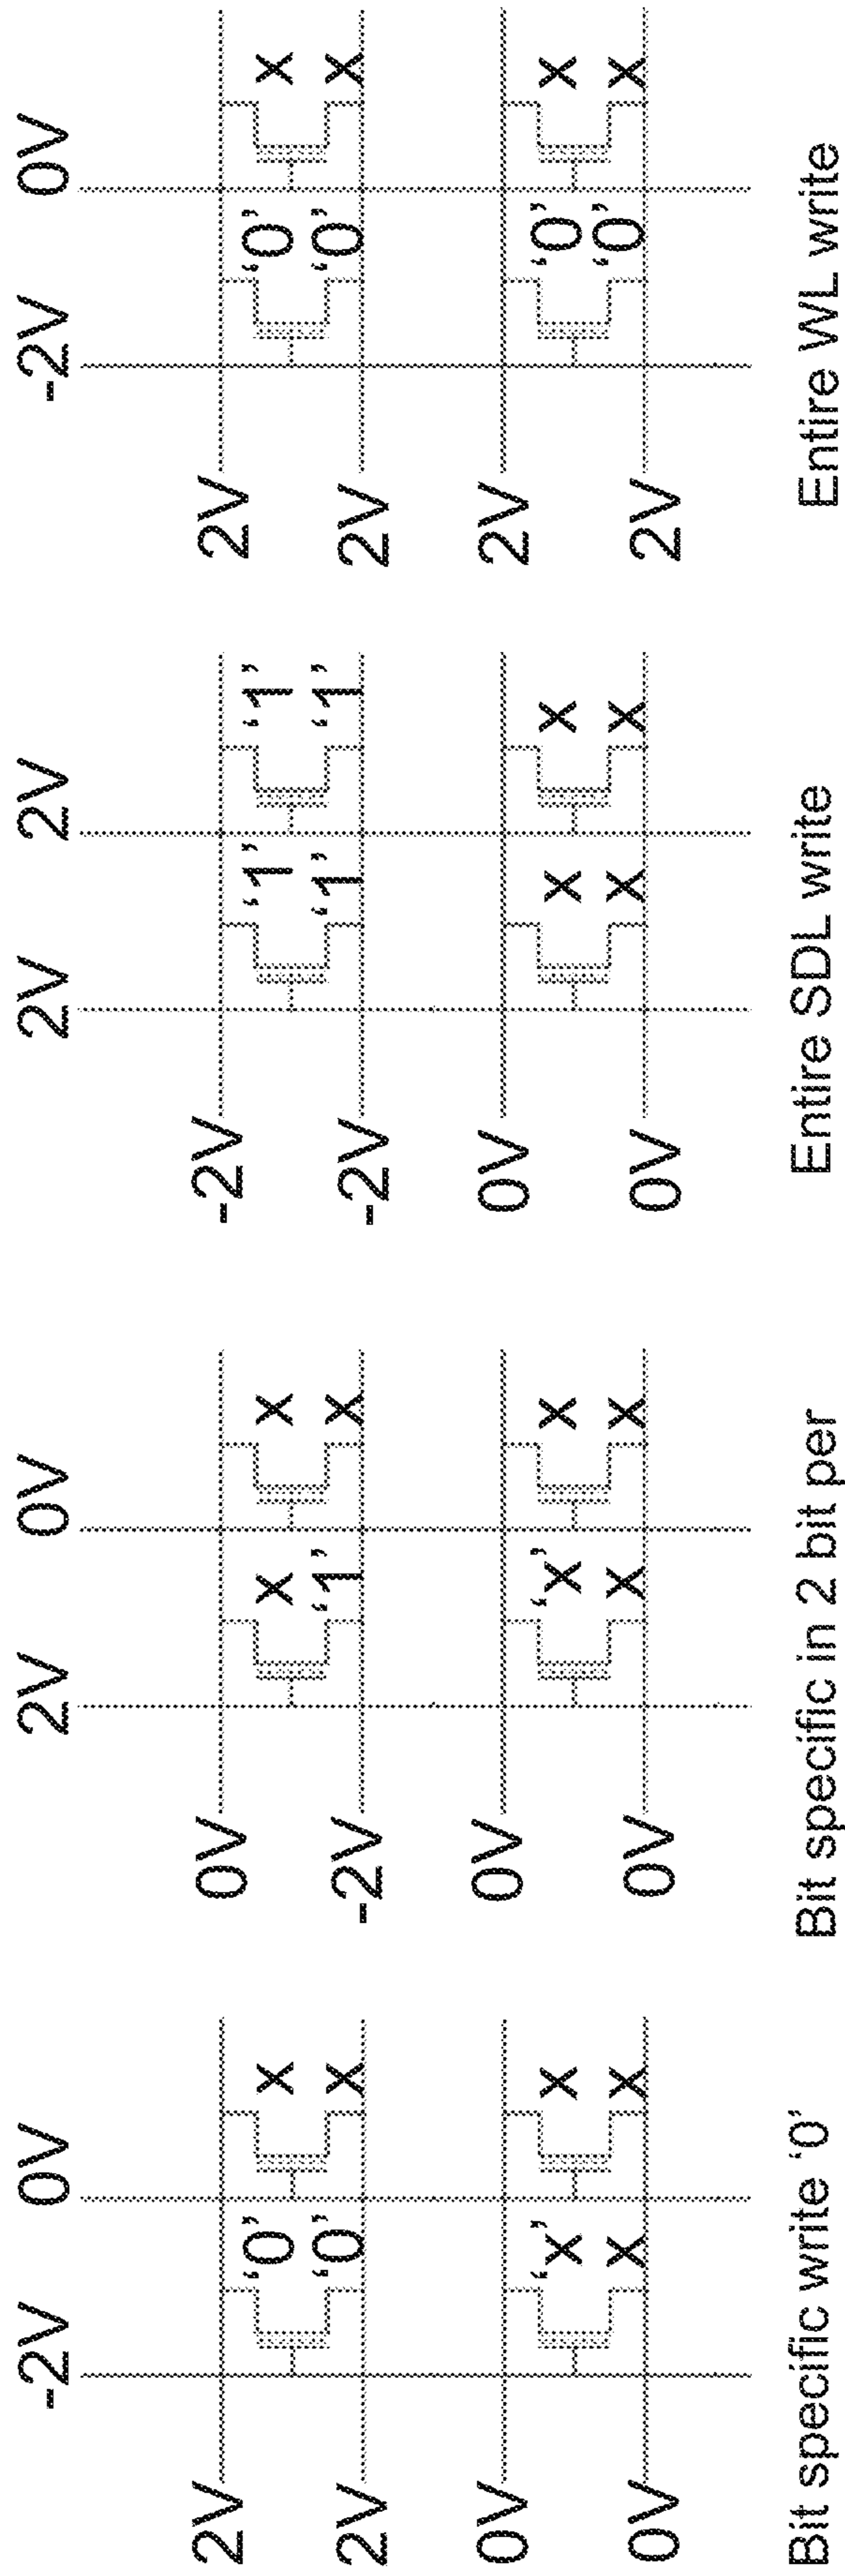 -2V 0V
2V ‘0’ x
2V ‘0’ x
0V ‘x’ x
0V x x
Bit specific write ‘0’
2V 0V
0V x x
-2V ‘1’ x
0V ‘x’ x
0V x x
Bit specific in 2 bit per
2V 2V
-2V ‘1’ ‘1’
-2V ‘1’ ‘1’
0V x x
0V x x
Entire SDL write
-2V 0V
2V ‘0’ x
2V ‘0’ x
2V ‘0’ x
2V ‘0’ x
Entire WL write